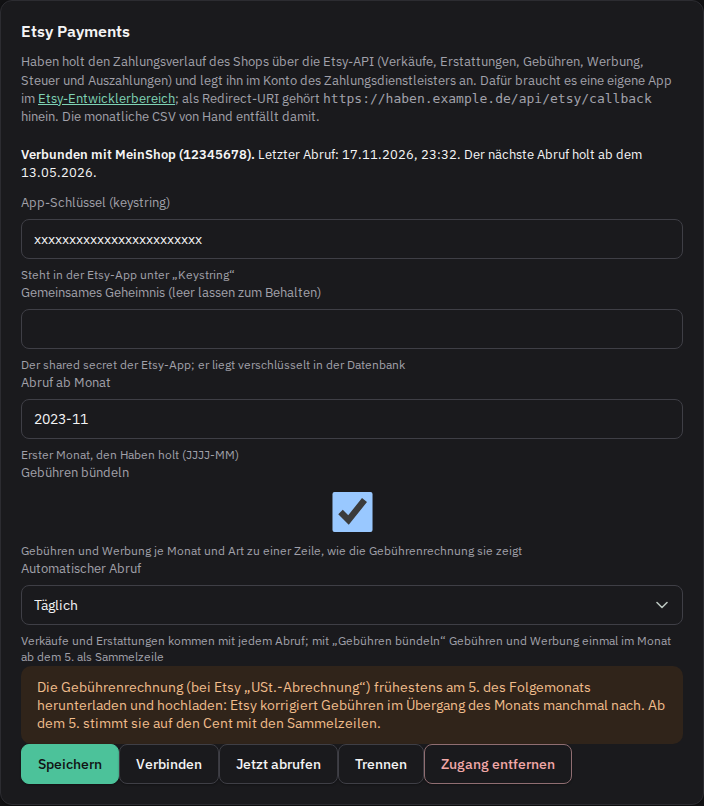 Etsy Payments
Haben holt den Zahlungsverlauf des Shops über die Etsy-API (Verkäufe, Erstattungen, Gebühren, Werbung,
Steuer und Auszahlungen) und legt ihn im Konto des Zahlungsdienstleisters an. Dafür braucht es eine eigene App
im Etsy-Entwicklerbereich; als Redirect-URI gehört https://haben.example.de/api/etsy/callback
hinein. Die monatliche CSV von Hand entfällt damit.
Verbunden mit MeinShop (12345678). Letzter Abruf: 17.11.2026, 23:32. Der nächste Abruf holt ab dem
13.05.2026.
App-Schlüssel (keystring)
xxxxxxxxxxxxxxxxxxxxxxxx
Steht in der Etsy-App unter „Keystring“
Gemeinsames Geheimnis (leer lassen zum Behalten)
Der shared secret der Etsy-App; er liegt verschlüsselt in der Datenbank
Abruf ab Monat
2023-11
Erster Monat, den Haben holt (JJJJ-MM)
Gebühren bündeln
Gebühren und Werbung je Monat und Art zu einer Zeile, wie die Gebührenrechnung sie zeigt
Automatischer Abruf
Täglich
Verkäufe und Erstattungen kommen mit jedem Abruf; mit „Gebühren bündeln“ Gebühren und Werbung einmal im Monat
ab dem 5. als Sammelzeile
Die Gebührenrechnung (bei Etsy „USt.-Abrechnung“) frühestens am 5. des Folgemonats
herunterladen und hochladen: Etsy korrigiert Gebühren im Übergang des Monats manchmal nach. Ab
dem 5. stimmt sie auf den Cent mit den Sammelzeilen.
Speichern
Verbinden
Jetzt abrufen
Trennen
Zugang entfernen